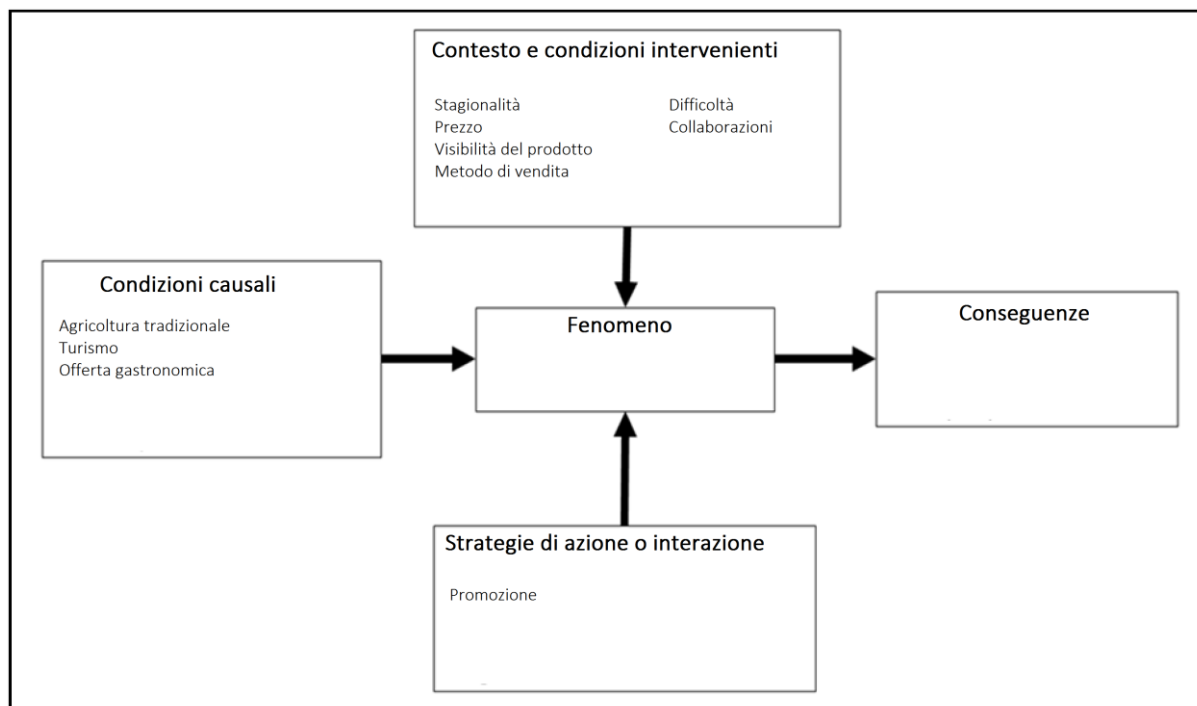 Contesto e condizioni intervenienti
Stagionalità
Prezzo
Visibilità del prodotto
Metodo di vendita
Difficoltà
Collaborazioni
Condizioni causali
Agricoltura tradizionale
Turismo
Offerta gastronomica
Fenomeno
Conseguenze
Strategie di azione o interazione
Promozione